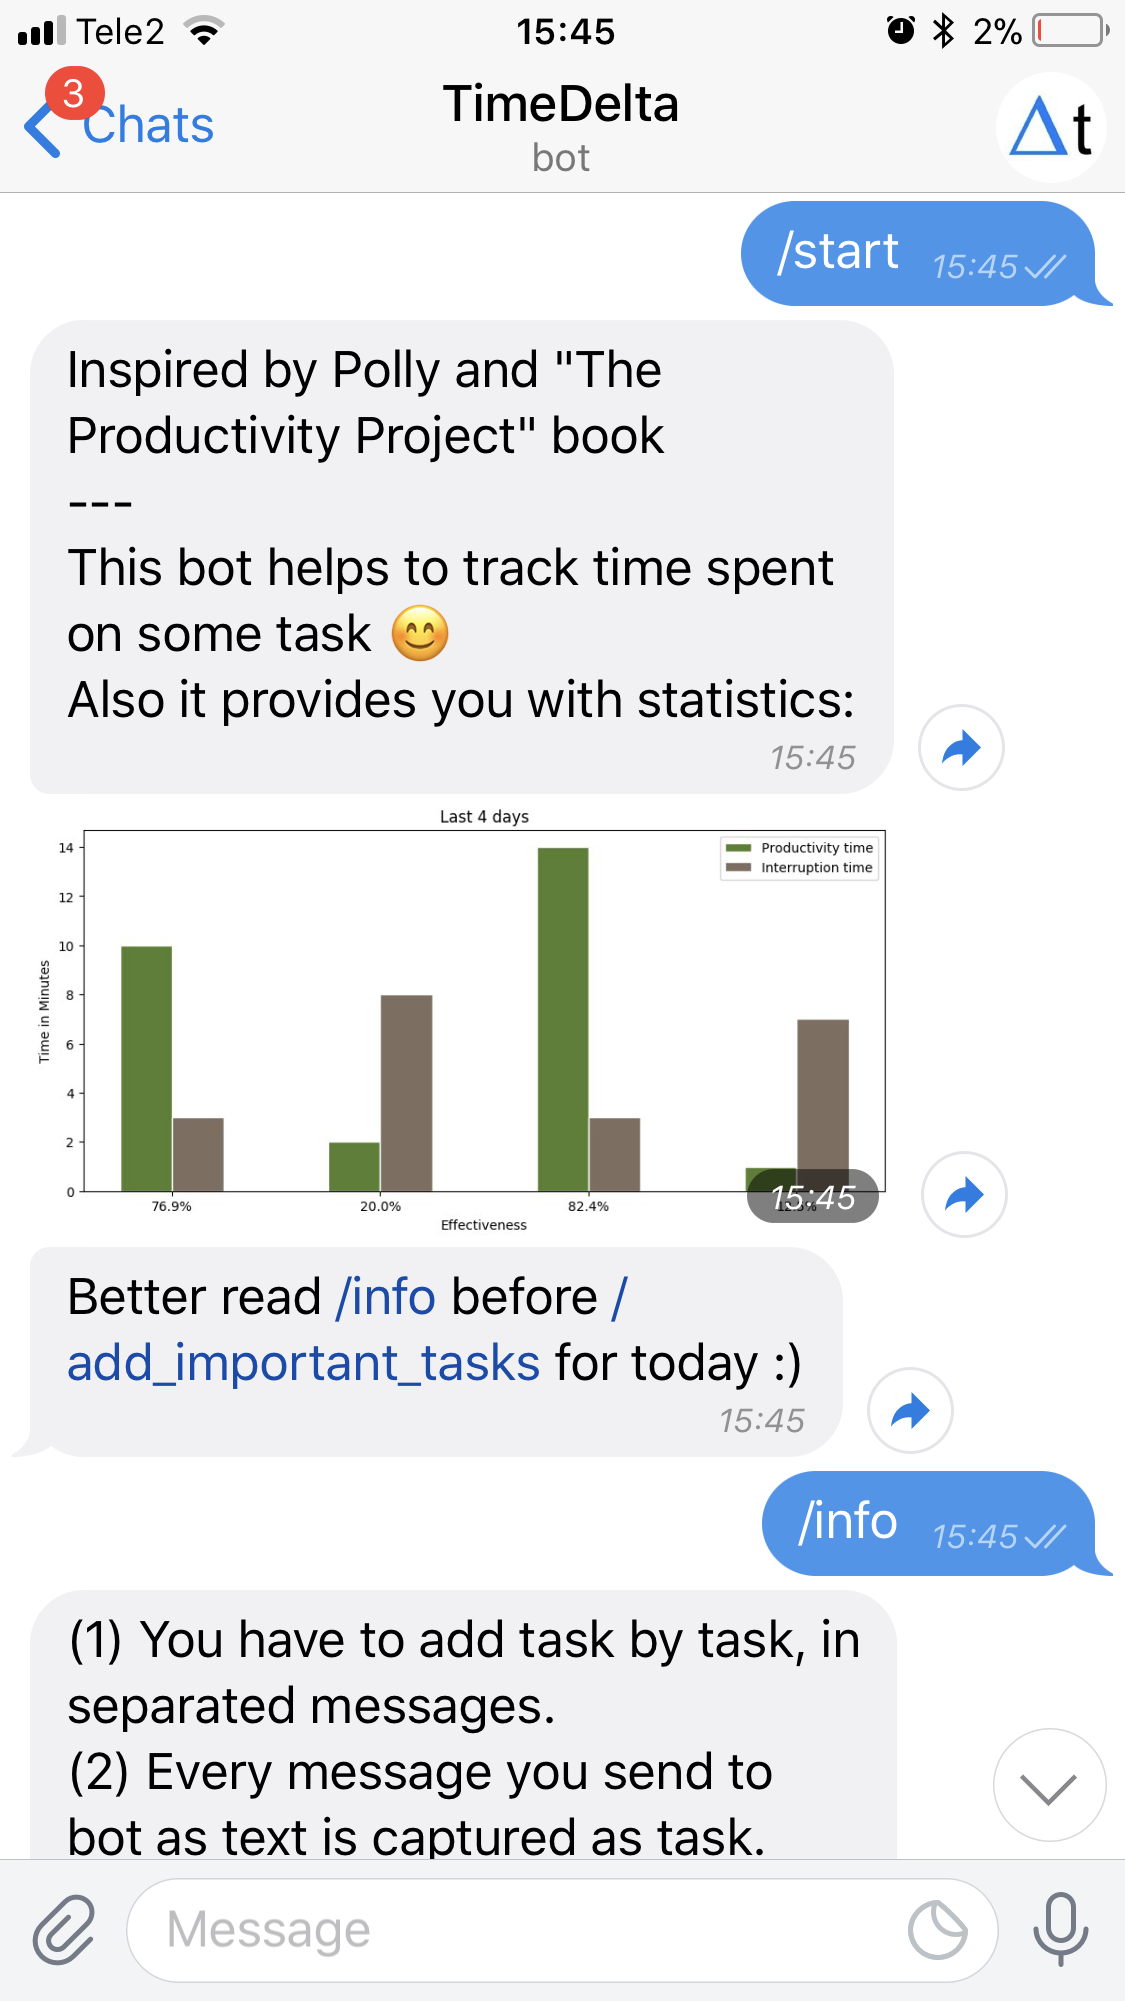 Tele2
15:45
2%
3
Chats
TimeDelta
bot
Δt
/start 15:45
Inspired by Polly and "The
Productivity Project" book
---
This bot helps to track time spent
on some task 😊
Also it provides you with statistics:
15:45
Last 4 days
Productivity time
Interruption time
14
12
10
8
6
4
2
0
Time in Minutes
76.9%
20.0%
82.4%
15:45
Effectiveness
Better read /info before /
add_important_tasks for today :)
15:45
/info 15:45
(1) You have to add task by task, in
separated messages.
(2) Every message you send to
bot as text is captured as task.
Message